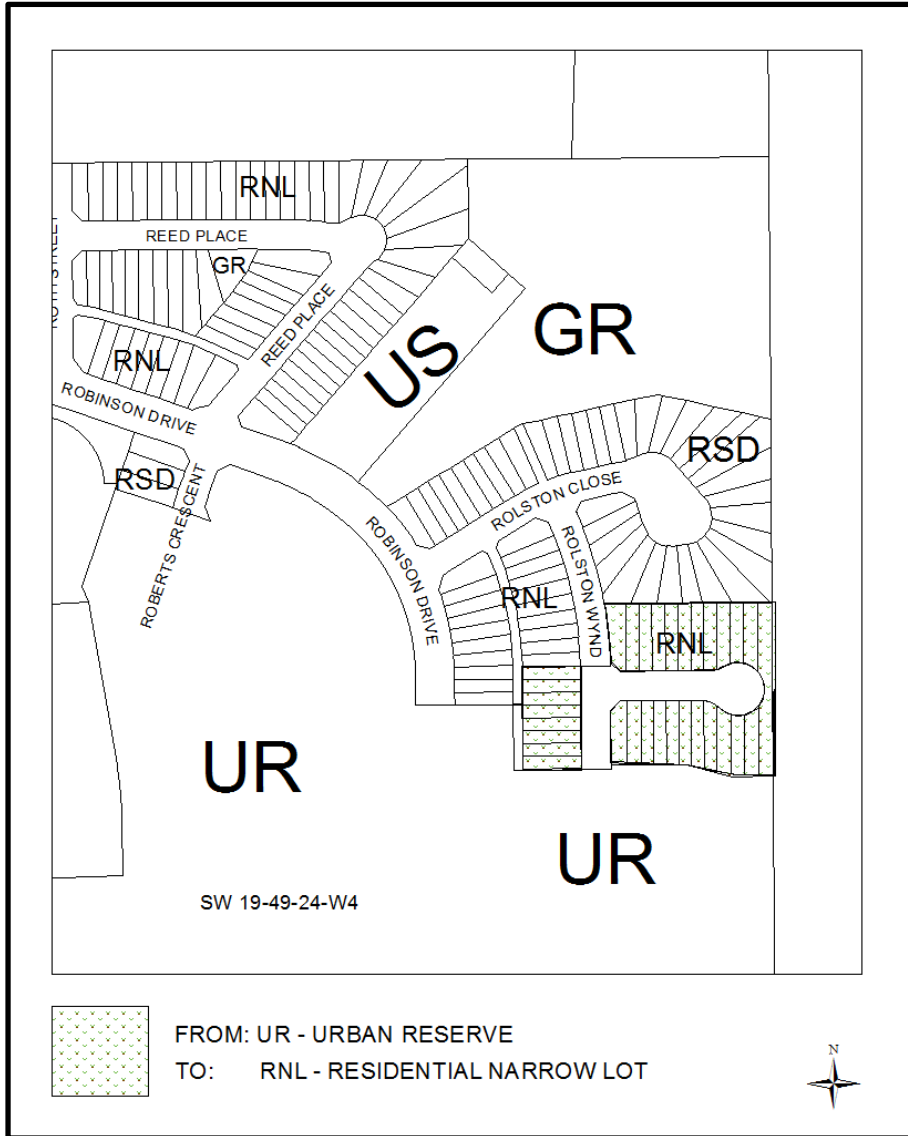 RNL
REED PLACE
GR
REED PLACE
US
GR
RNL
ROBINSON DRIVE
RSD
ROBERTS CRESCENT
RSD
ROLSTON CLOSE
ROBINSON DRIVE
RNL
ROLSTON WYND
RNL
UR
UR
SW 19-49-24-W4
FROM: UR - URBAN RESERVE
TO: RNL - RESIDENTIAL NARROW LOT
N